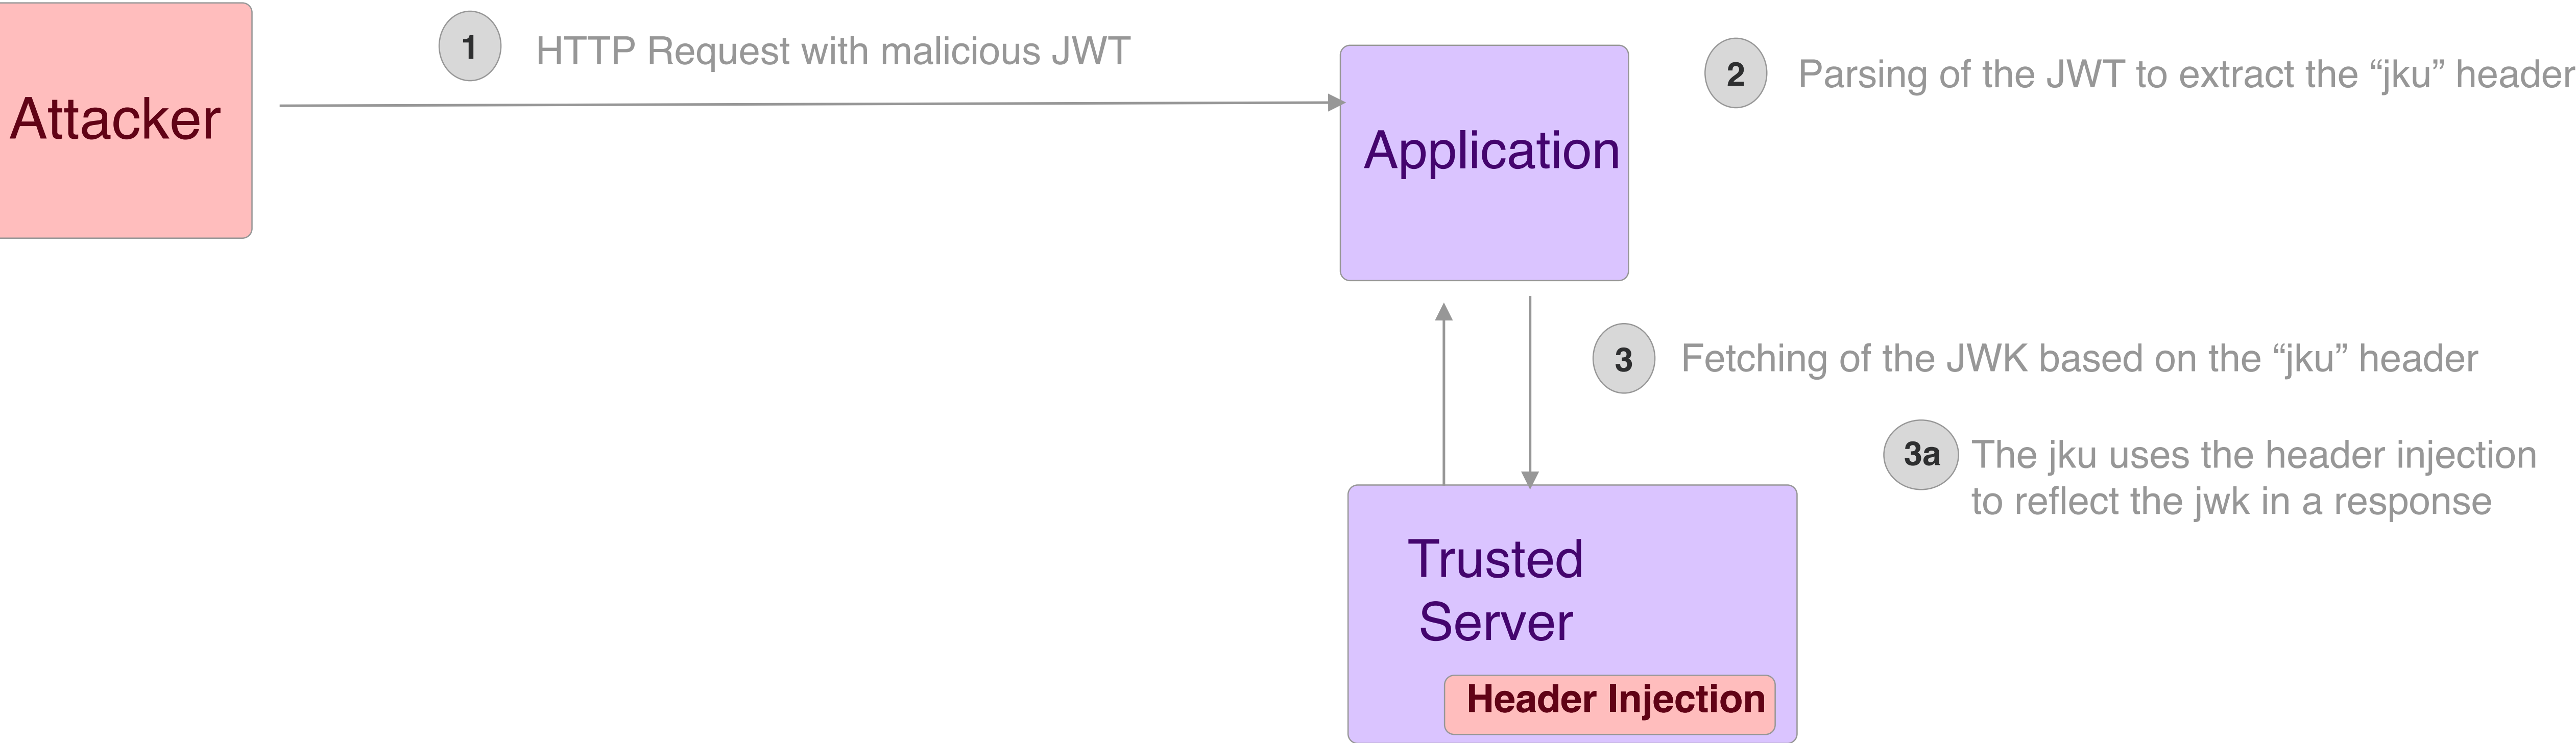 1
HTTP Request with malicious JWT
Attacker
Application
2
Parsing of the JWT to extract the “jku” header
3
Fetching of the JWK based on the “jku” header
3a
The jku uses the header injection
to reflect the jwk in a response
Trusted
Server
Header Injection